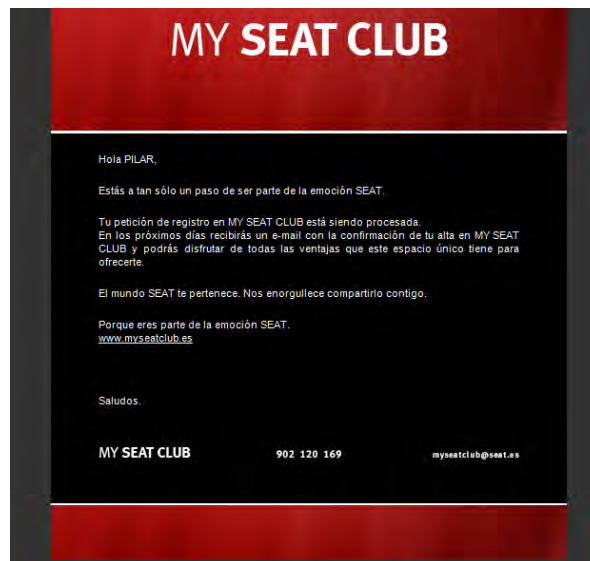 MY SEAT CLUB
Hola PILAR,
Estás a tan sólo un paso de ser parte de la emoción SEAT.
Tu petición de registro en MY SEAT CLUB está siendo procesada.
En los próximos días recibirás un e-mail con la confirmación de tu alta en MY SEAT
CLUB y podrás disfrutar de todas las ventajas que este espacio único tiene para
ofrecerte.
El mundo SEAT te pertenece. Nos enorgullece compartirlo contigo.
Porque eres parte de la emoción SEAT.
www.myseatclub.es
Saludos.
MY SEAT CLUB 902 120 169 myseatclub@seat.es